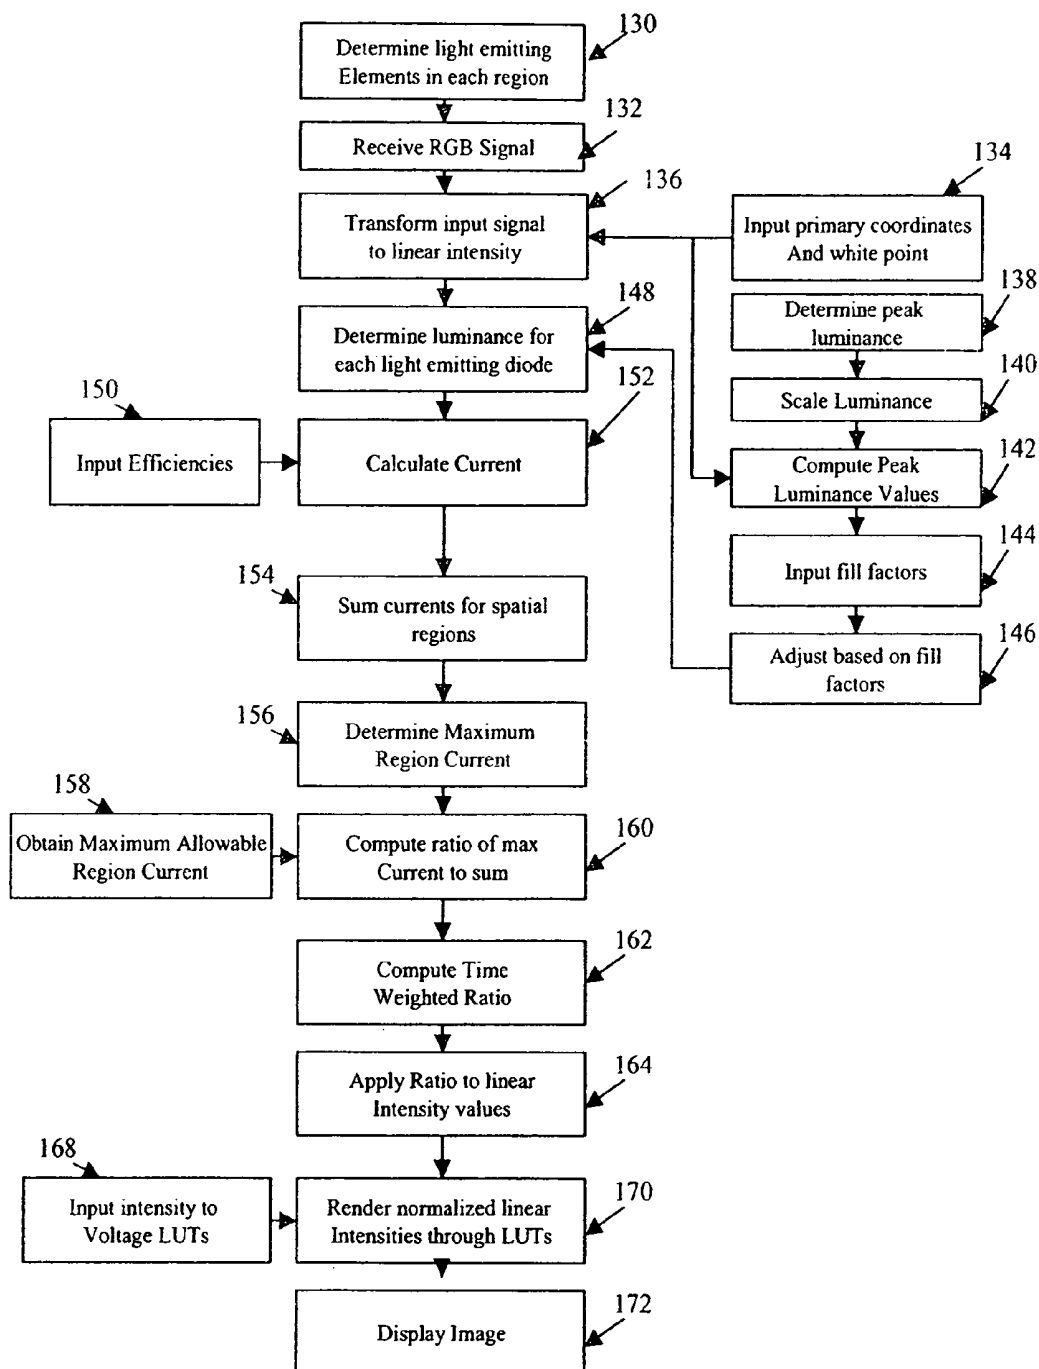 130
Determine light emitting
Elements in each region
132
Receive RGB Signal
134
136
Transform input signal
to linear intensity
Input primary coordinates
And white point
138
Determine peak
luminance
148
Determine luminance for
each light emitting diode
140
Scale Luminance
150
152
Input Efficiencies
Calculate Current
142
Compute Peak
Luminance Values
144
Input fill factors
154
Sum currents for spatial
regions
146
Adjust based on fill
factors
156
Determine Maximum
Region Current
158
Obtain Maximum Allowable
Region Current
160
Compute ratio of max
Current to sum
162
Compute Time
Weighted Ratio
164
Apply Ratio to linear
Intensity values
168
Input intensity to
Voltage LUTs
170
Render normalized linear
Intensities through LUTs
172
Display Image